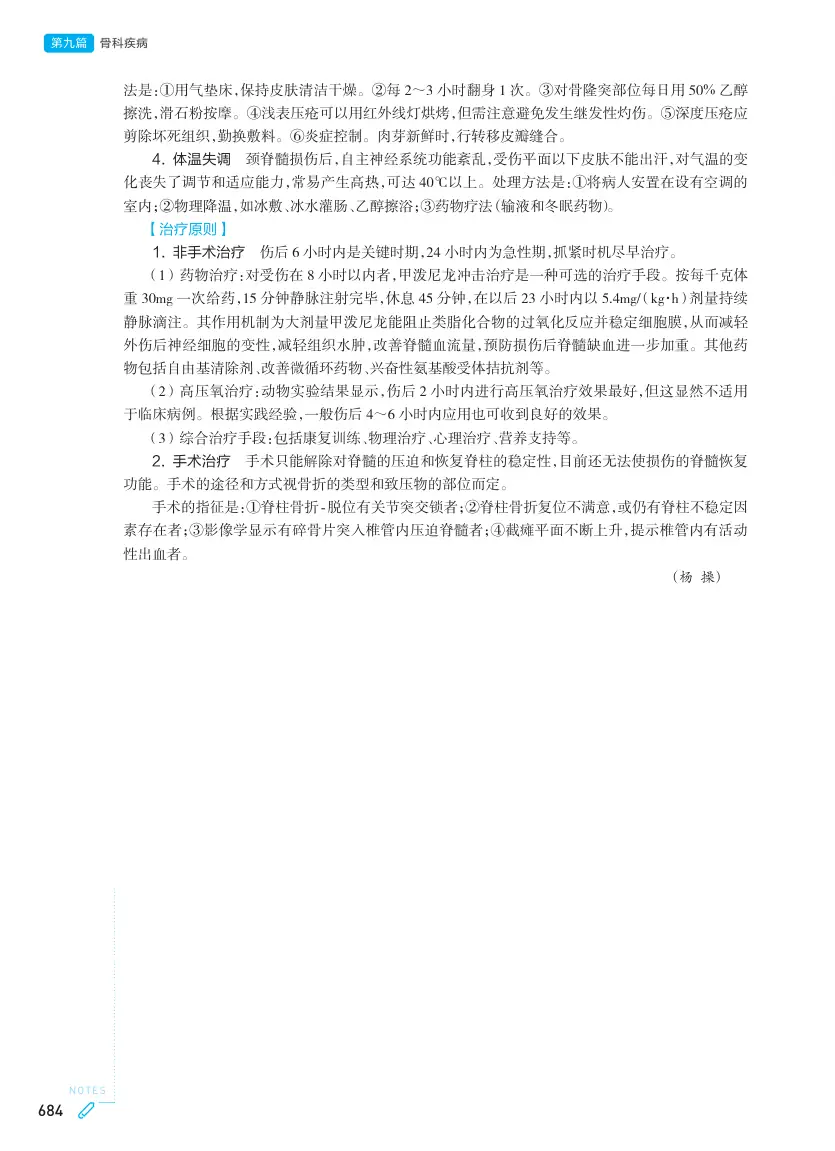 第九篇 骨科疾病
法是:①用气垫床,保持皮肤清洁干燥。②每 2～3 小时翻身 1 次。③对骨隆突部位每日用 50% 乙醇
擦洗,滑石粉按摩。④浅表压疮可以用红外线灯烘烤,但需注意避免发生继发性灼伤。⑤深度压疮应
剪除坏死组织,勤换敷料。⑥炎症控制。肉芽新鲜时,行转移皮瓣缝合。
4. 体温失调 颈脊髓损伤后,自主神经系统功能紊乱,受伤平面以下皮肤不能出汗,对气温的变
化丧失了调节和适应能力,常易产生高热,可达 40℃以上。处理方法是:①将病人安置在设有空调的
室内;②物理降温,如冰敷、冰水灌肠、乙醇擦浴;③药物疗法(输液和冬眠药物)。
【治疗原则】
1. 非手术治疗 伤后 6 小时内是关键时期,24 小时内为急性期,抓紧时机尽早治疗。
(1) 药物治疗:对受伤在 8 小时以内者,甲泼尼龙冲击治疗是一种可选的治疗手段。按每千克体
重 30mg 一次给药,15 分钟静脉注射完毕,休息 45 分钟,在以后 23 小时内以 5.4mg/(kg·h)剂量持续
静脉滴注。其作用机制为大剂量甲泼尼龙能阻止类脂化合物的过氧化反应并稳定细胞膜,从而减轻
外伤后神经细胞的变性,减轻组织水肿,改善脊髓血流量,预防损伤后脊髓缺血进一步加重。其他药
物包括自由基清除剂、改善微循环药物、兴奋性氨基酸受体拮抗剂等。
(2) 高压氧治疗:动物实验结果显示,伤后 2 小时内进行高压氧治疗效果最好,但这显然不适用
于临床病例。根据实践经验,一般伤后 4～6 小时内应用也可收到良好的效果。
(3) 综合治疗手段:包括康复训练、物理治疗、心理治疗、营养支持等。
2. 手术治疗 手术只能解除对脊髓的压迫和恢复脊柱的稳定性,目前还无法使损伤的脊髓恢复
功能。手术的途径和方式视骨折的类型和致压物的部位而定。
手术的指征是:①脊柱骨折-脱位有关节突交锁者;②脊柱骨折复位不满意,或仍有脊柱不稳定因
素存在者;③影像学显示有碎骨片突入椎管内压迫脊髓者;④截瘫平面不断上升,提示椎管内有活动
性出血者。
(杨 操)
NOTES
684